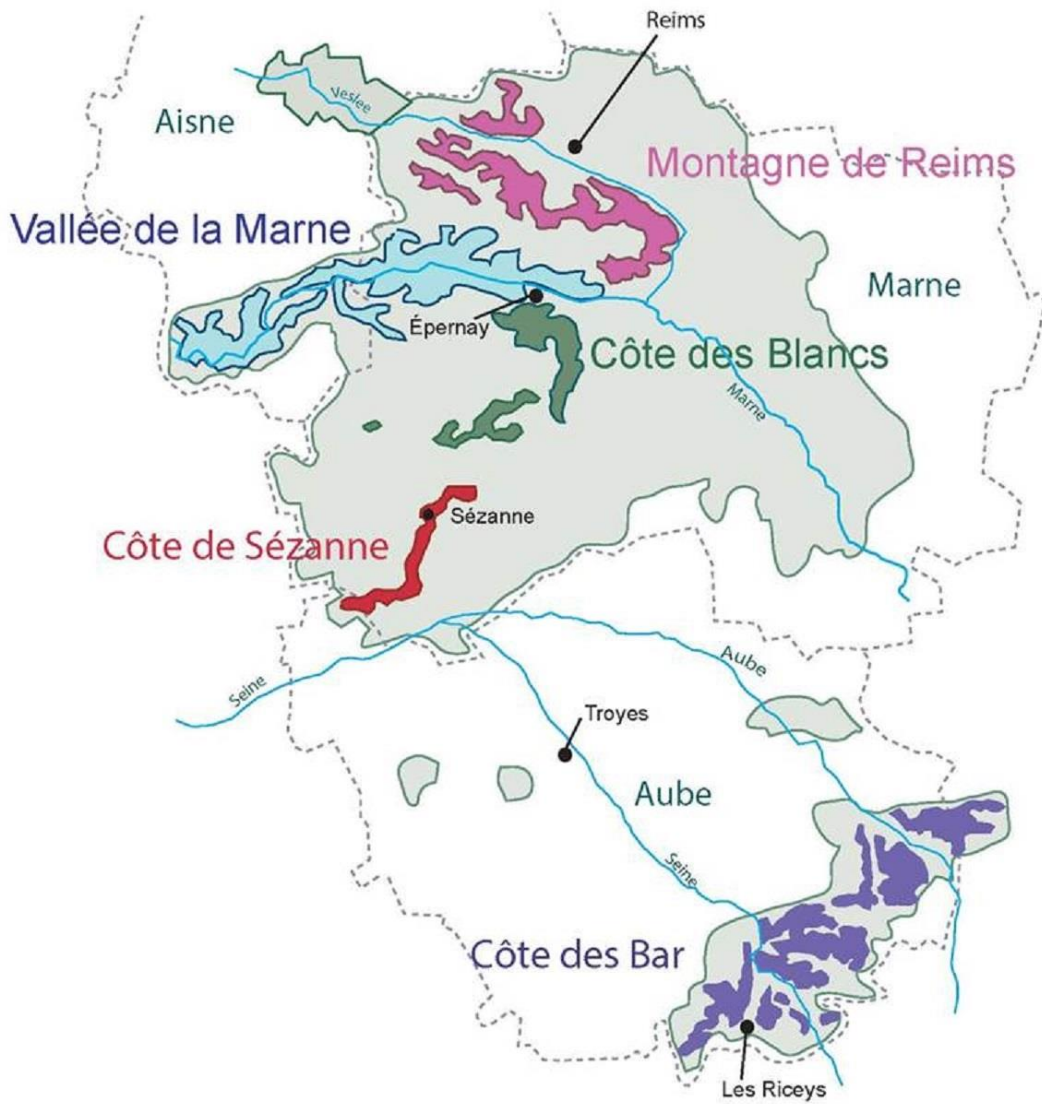 Reims
Veslee
Aisne
Montagne de Reims
Vallée de la Marne
Marne
Épernay
Côte des Blancs
Marne
Sézanne
Côte de Sézanne
Aube
Seine
Troyes
Aube
Seine
Côte des Bar
Les Riceys